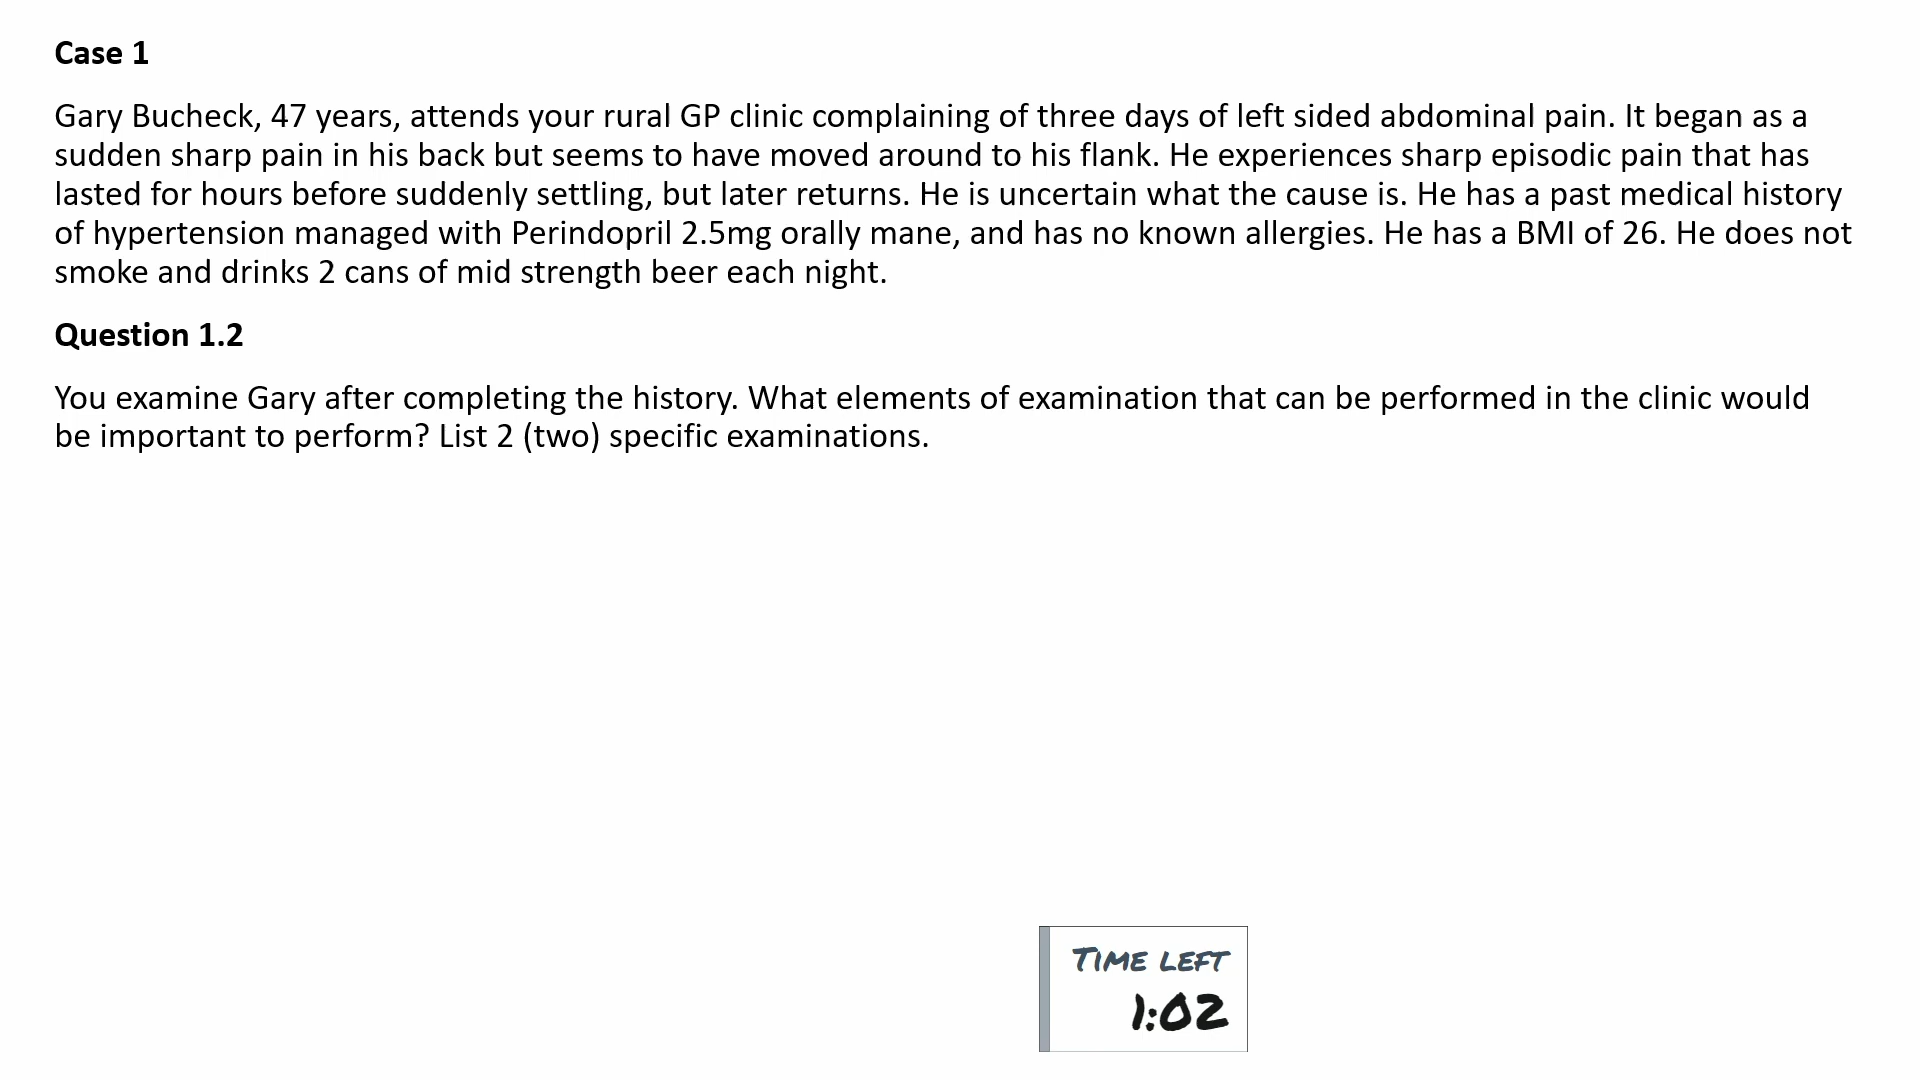 Case 1
Gary Bucheck, 47 years, attends your rural GP clinic complaining of three days of left sided abdominal pain. It began as a
sudden sharp pain in his back but seems to have moved around to his flank. He experiences sharp episodic pain that has
lasted for hours before suddenly settling, but later returns. He is uncertain what the cause is. He has a past medical history
of hypertension managed with Perindopril 2.5mg orally mane, and has no known allergies. He has a BMI of 26. He does not
smoke and drinks 2 cans of mid strength beer each night.
Question 1.2
You examine Gary after completing the history. What elements of examination that can be performed in the clinic would
be important to perform? List 2 (two) specific examinations.
TIME LEFT
1:02